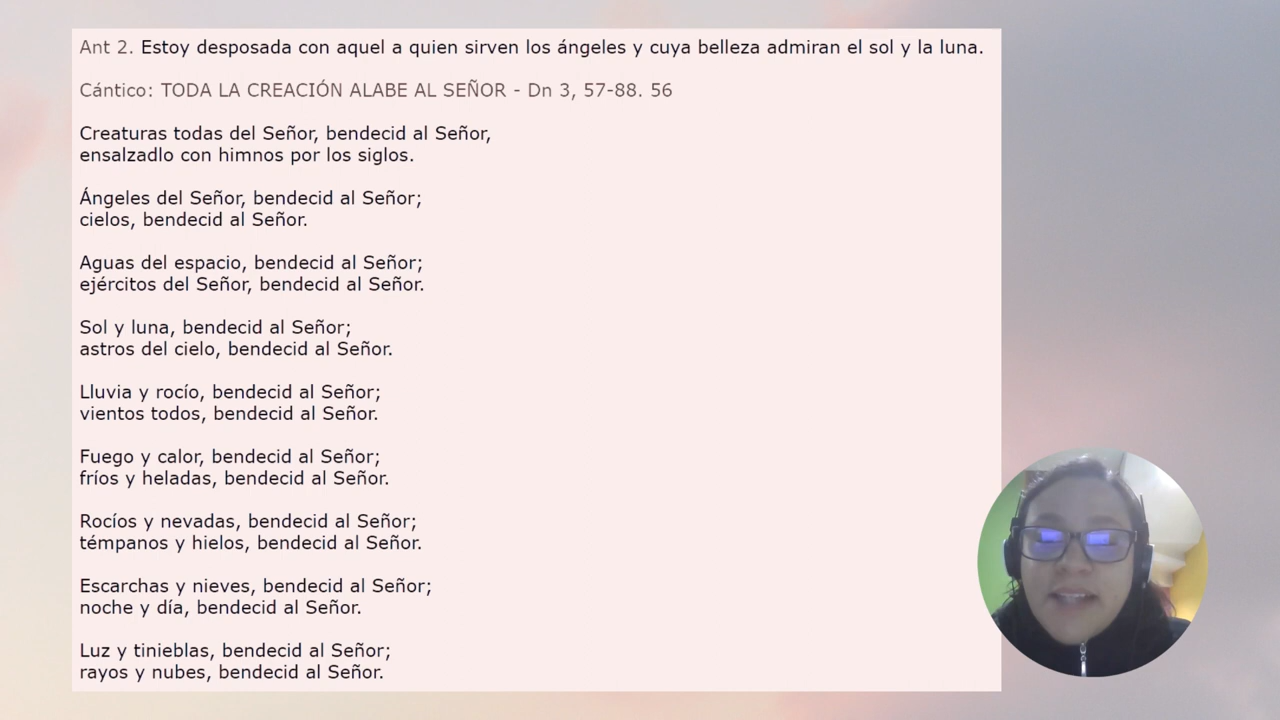 Ant 2. Estoy desposada con aquel a quien sirven los ángeles y cuya belleza admiran el sol y la luna.
Cántico: TODA LA CREACIÓN ALABE AL SEÑOR - Dn 3, 57-88. 56
Creaturas todas del Señor, bendecid al Señor,
ensalzadlo con himnos por los siglos.
Ángeles del Señor, bendecid al Señor;
cielos, bendecid al Señor.
Aguas del espacio, bendecid al Señor;
ejércitos del Señor, bendecid al Señor.
Sol y luna, bendecid al Señor;
astros del cielo, bendecid al Señor.
Lluvia y rocío, bendecid al Señor;
vientos todos, bendecid al Señor.
Fuego y calor, bendecid al Señor;
fríos y heladas, bendecid al Señor.
Rocíos y nevadas, bendecid al Señor;
témpanos y hielos, bendecid al Señor.
Escarchas y nieves, bendecid al Señor;
noche y día, bendecid al Señor.
Luz y tinieblas, bendecid al Señor;
rayos y nubes, bendecid al Señor.